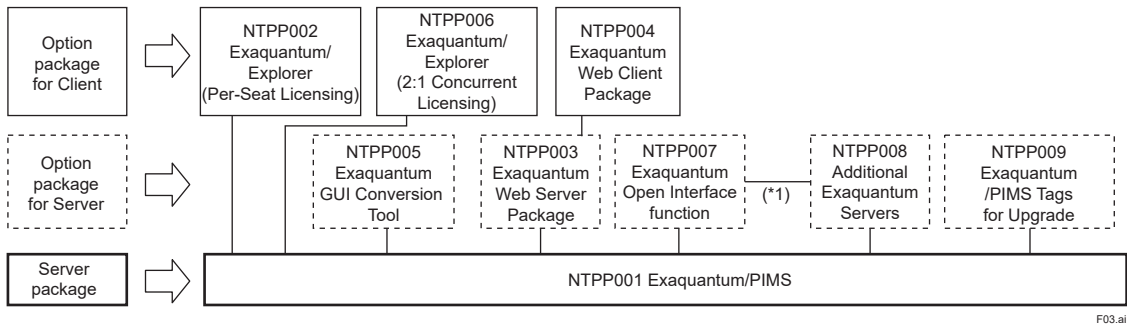 Option
package
for Client
NTPP002
Exaquantum/
Explorer
(Per-Seat Licensing)
NTPP006
Exaquantum/
Explorer
(2:1 Concurrent
Licensing)
NTPP004
Exaquantum
Web Client
Package
Option
package
for Server
NTPP005
Exaquantum
GUI Conversion
Tool
NTPP003
Exaquantum
Web Server
Package
NTPP007
Exaquantum
Open Interface
function
(*1)
NTPP008
Additional
Exaquantum
Servers
NTPP009
Exaquantum
/PIMS Tags
for Upgrade
Server
package
NTPP001 Exaquantum/PIMS
F03.ai